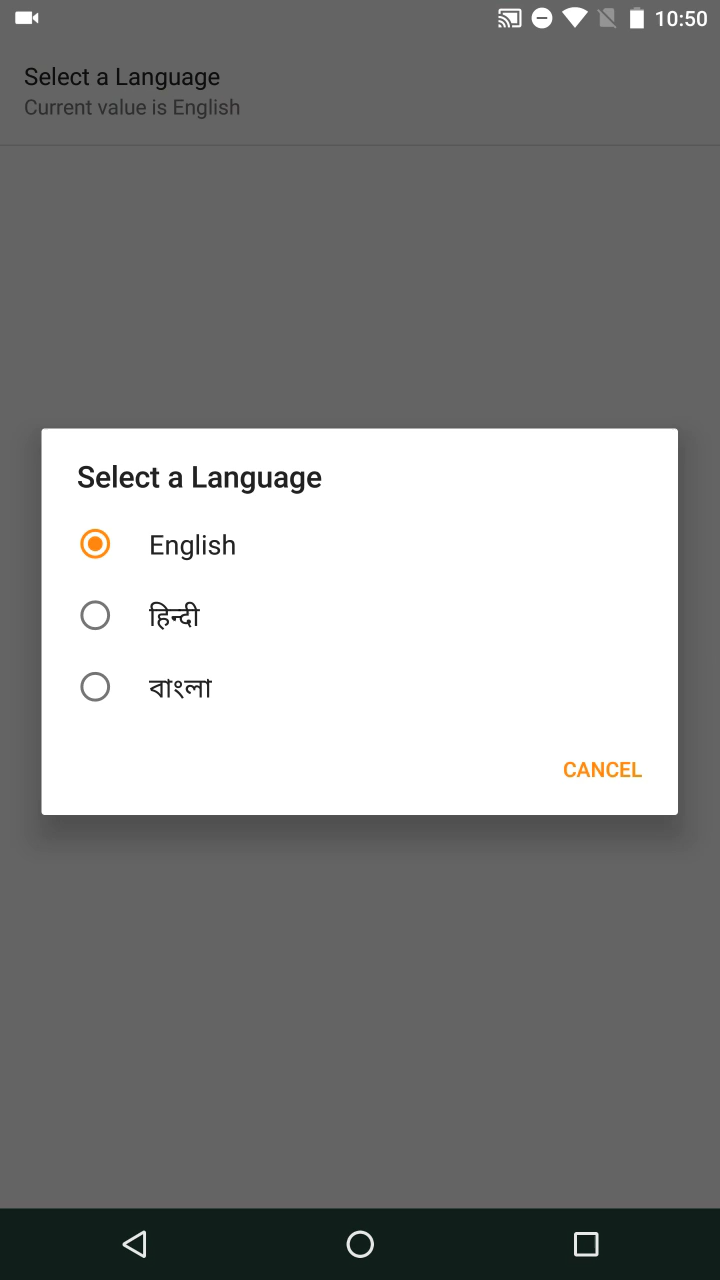 10:50
Select a Language
Current value is English
Select a Language
English
हिन्दी
বাংলা
CANCEL